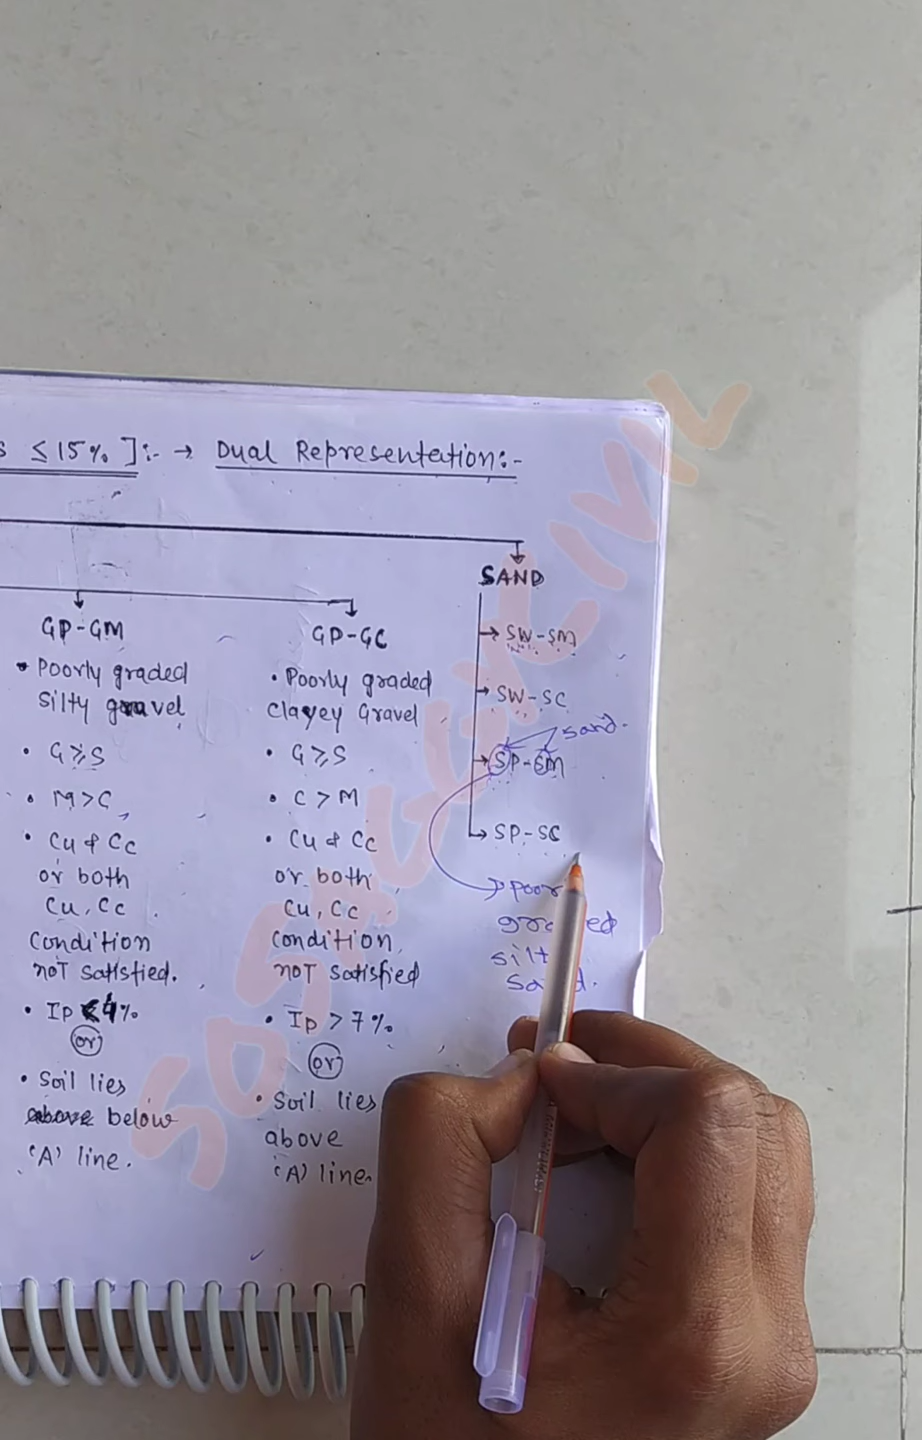 s ≤15% ]:- → Dual Representation:-
SAND
GP-GM
• Poorly graded
silty gravel
• G≥S
• M>C
• Cu & Cc
or both
Cu, Cc
condition
not satisfied.
• Ip <4%
(or)
• Soil lies
below
'A' line.
GP-GC
• Poorly graded
clayey Gravel
• G≥S
• C>M
• Cu & Cc
or both
Cu, Cc
condition
not satisfied
• Ip > 7%
(or)
• Soil lies
above
'A' line.
→ SW-SM
→ SW-SC
sand.
→ SP-SM
→ SP-SC
→ poor
sand.
SOSAGGICIVIL